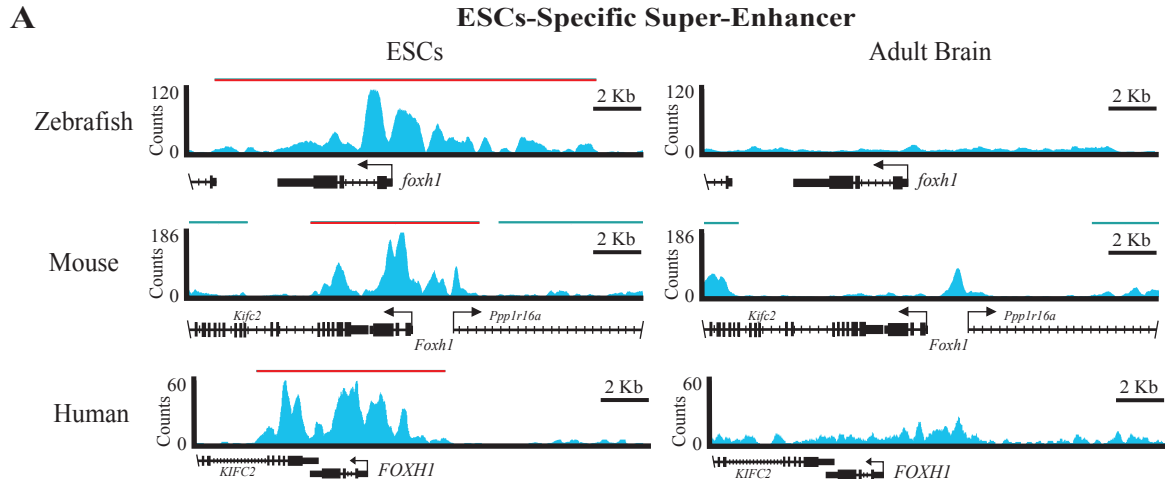 A
ESCs-Specific Super-Enhancer
ESCs
Adult Brain
Zebrafish
Counts
120
0
2 Kb
foxh1
Counts
120
0
2 Kb
foxh1
Mouse
Counts
186
0
2 Kb
Kifc2
Foxh1
Ppp1r16a
Counts
186
0
2 Kb
Kifc2
Foxh1
Ppp1r16a
Human
Counts
60
0
2 Kb
KIFC2
FOXH1
Counts
60
0
2 Kb
KIFC2
FOXH1